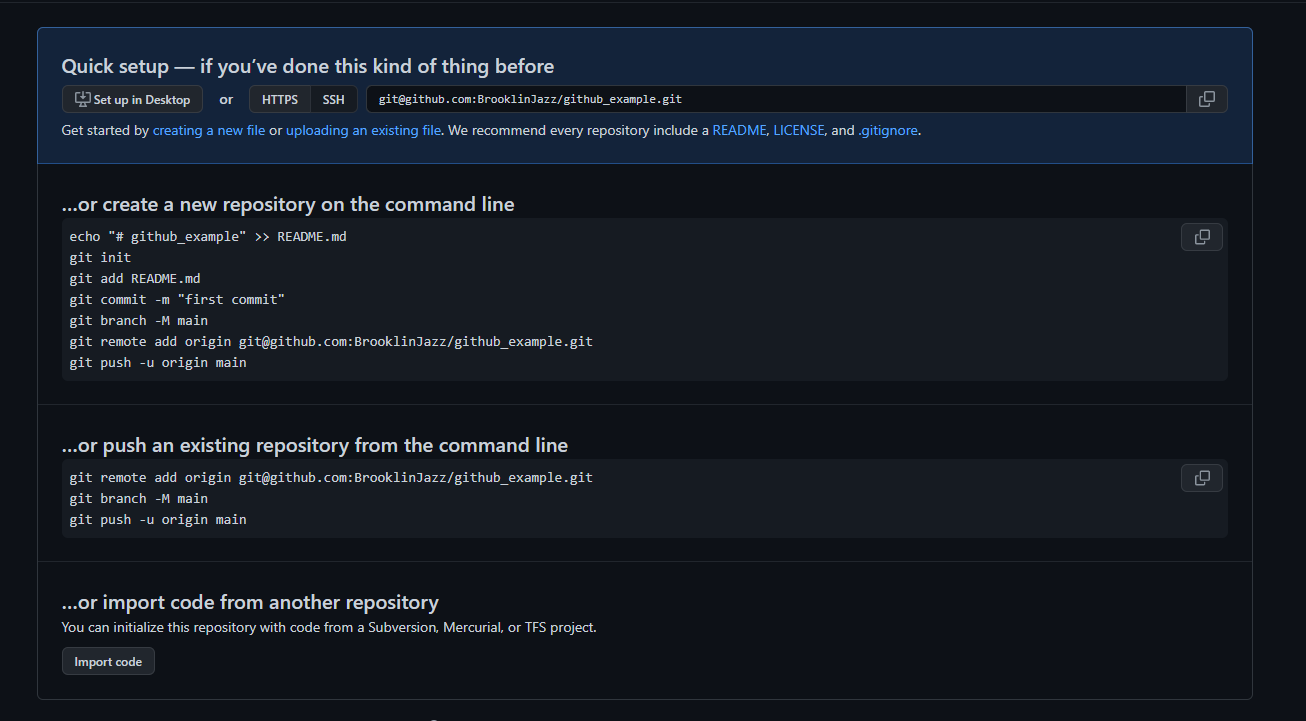 Quick setup — if you’ve done this kind of thing before
Set up in Desktop or HTTPS SSH git@github.com:BrooklinJazz/github_example.git
Get started by creating a new file or uploading an existing file. We recommend every repository include a README, LICENSE, and .gitignore.
…or create a new repository on the command line
echo "# github_example" >> README.md
git init
git add README.md
git commit -m "first commit"
git branch -M main
git remote add origin git@github.com:BrooklinJazz/github_example.git
git push -u origin main
…or push an existing repository from the command line
git remote add origin git@github.com:BrooklinJazz/github_example.git
git branch -M main
git push -u origin main
…or import code from another repository
You can initialize this repository with code from a Subversion, Mercurial, or TFS project.
Import code